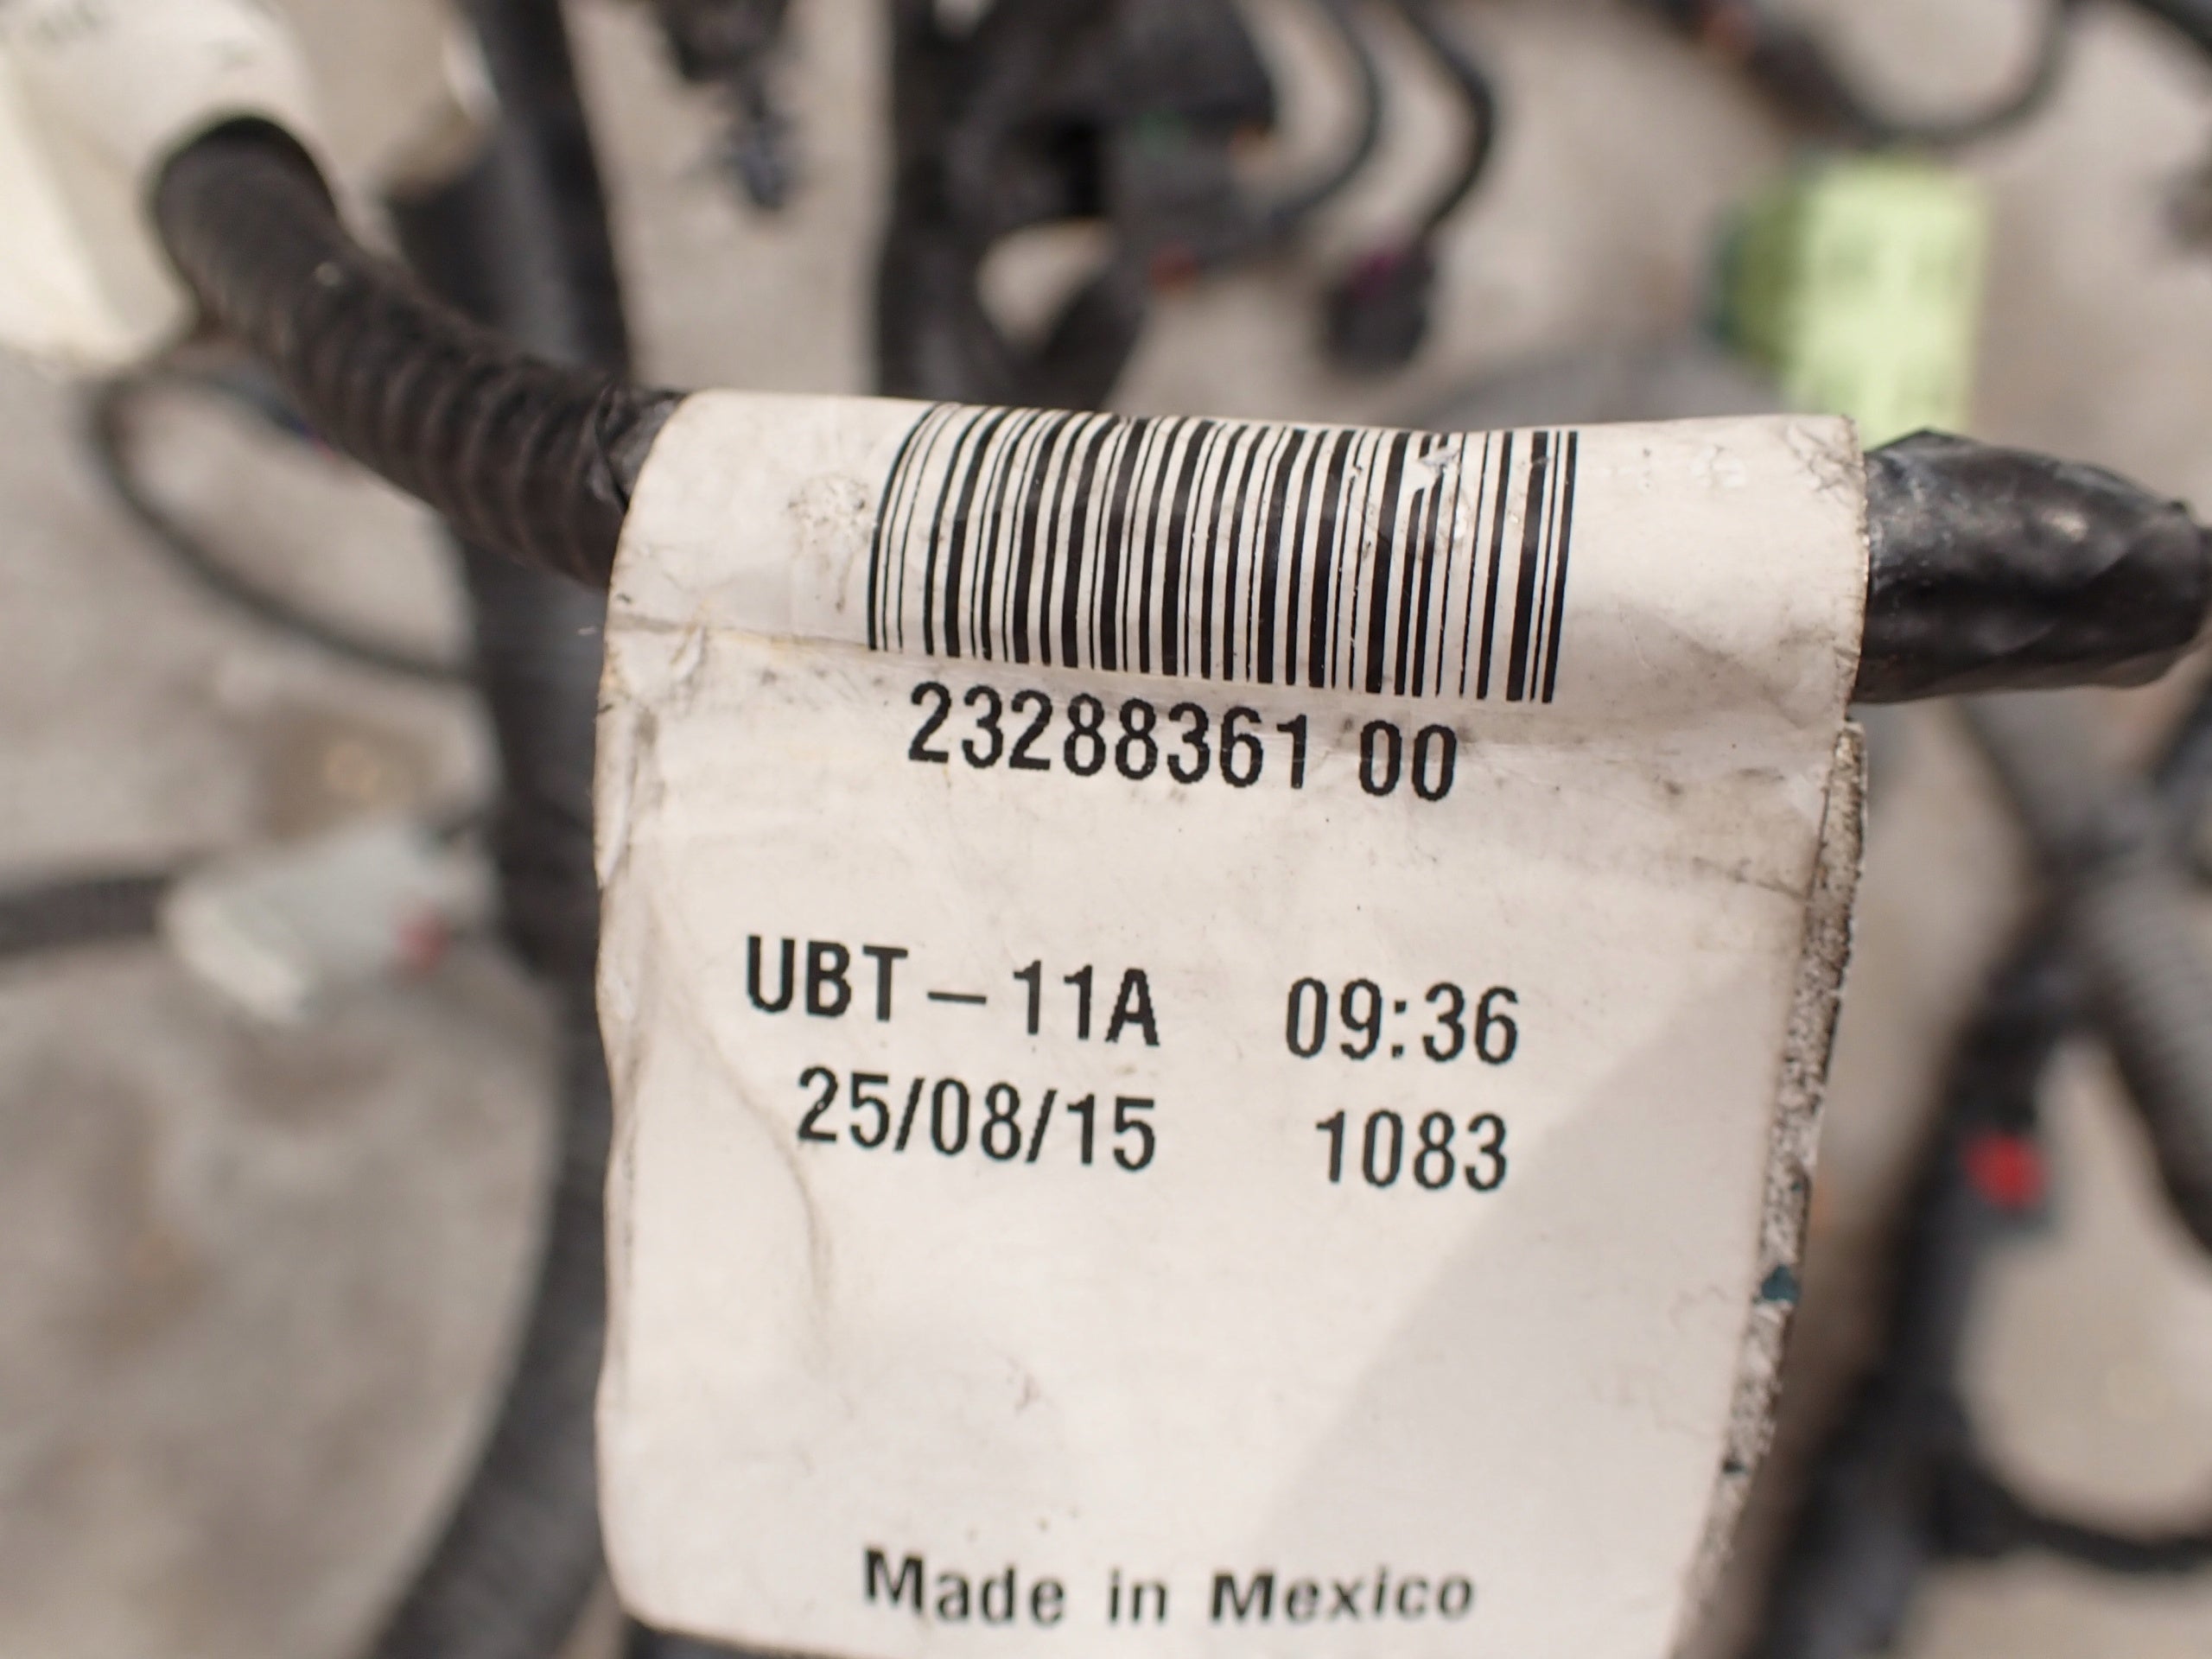 23288361 00
UBT – 11A 09:36
25/08/15 1083
Made in Mexico